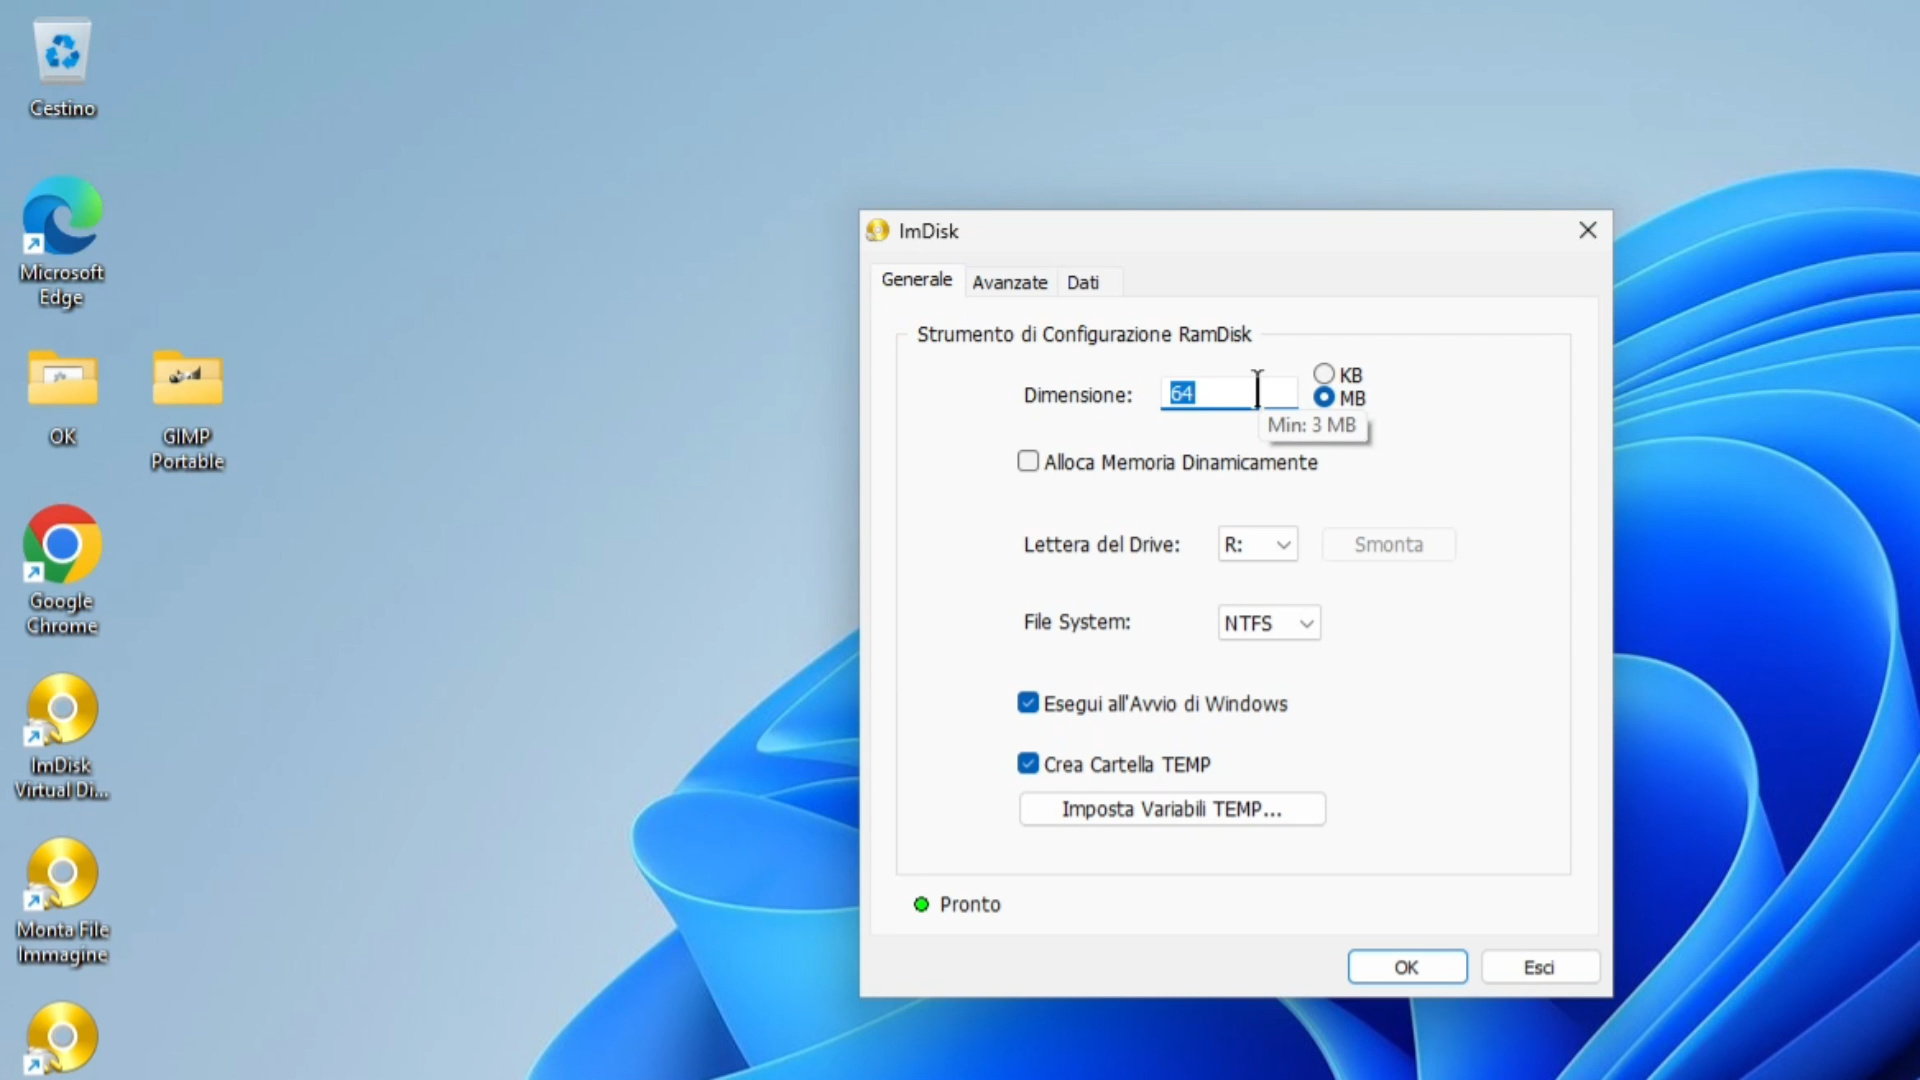 Cestino
Microsoft
Edge
OK
GIMP
Portable
Google
Chrome
ImDisk
Virtual Di...
Monta File
Immagine
ImDisk
Generale
Avanzate
Dati
Strumento di Configurazione RamDisk
Dimensione:
64
KB
MB
Min: 3 MB
Alloca Memoria Dinamicamente
Lettera del Drive:
R:
Smonta
File System:
NTFS
Esegui all'Avvio di Windows
Crea Cartella TEMP
Imposta Variabili TEMP...
Pronto
OK
Esci